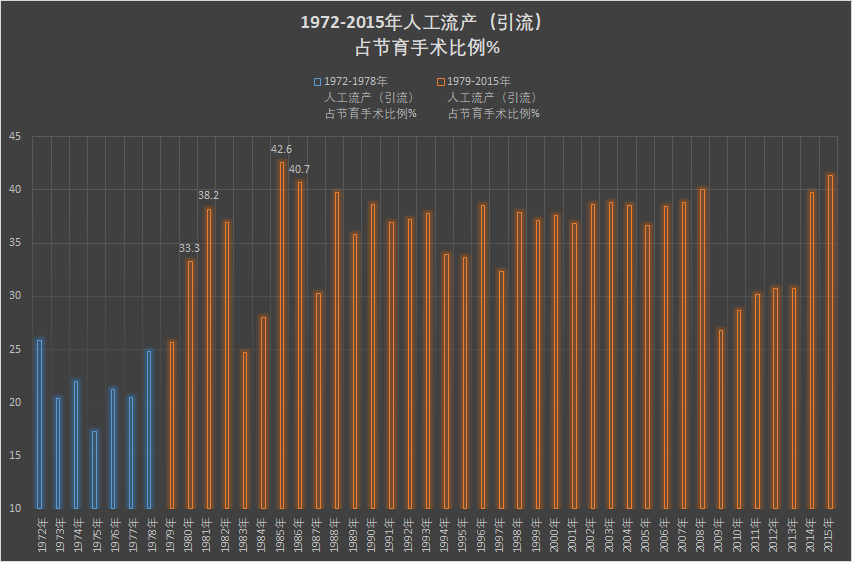 1972-2015年人工流产（引流）
占节育手术比例%
1972-1978年
人工流产（引流）
占节育手术比例%
1979-2015年
人工流产（引流）
占节育手术比例%
45
40
35
30
25
20
15
10
33.3
38.2
42.6
40.7
1972年
1973年
1974年
1975年
1976年
1977年
1978年
1979年
1980年
1981年
1982年
1983年
1984年
1985年
1986年
1987年
1988年
1989年
1990年
1991年
1992年
1993年
1994年
1995年
1996年
1997年
1998年
1999年
2000年
2001年
2002年
2003年
2004年
2005年
2006年
2007年
2008年
2009年
2010年
2011年
2012年
2013年
2014年
2015年